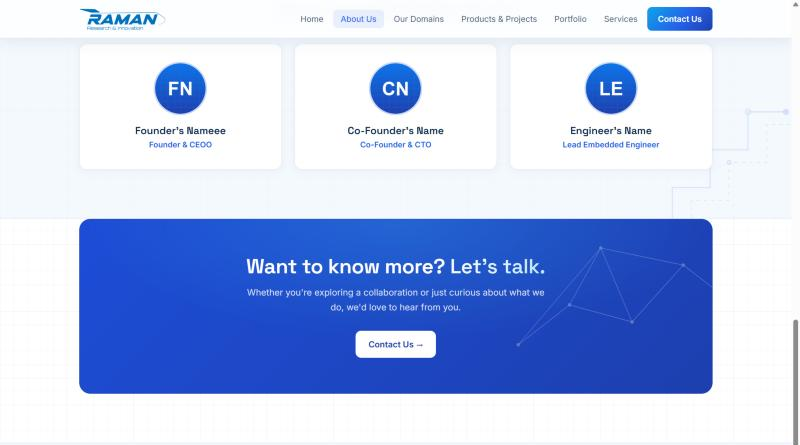 RAMAN
Research & Innovation
Home
About Us
Our Domains
Products & Projects
Portfolio
Services
Contact Us
FN
Founder's Nameee
Founder & CEOO
CN
Co-Founder's Name
Co-Founder & CTO
LE
Engineer's Name
Lead Embedded Engineer
Want to know more? Let's talk.
Whether you're exploring a collaboration or just curious about what we
do, we'd love to hear from you.
Contact Us →